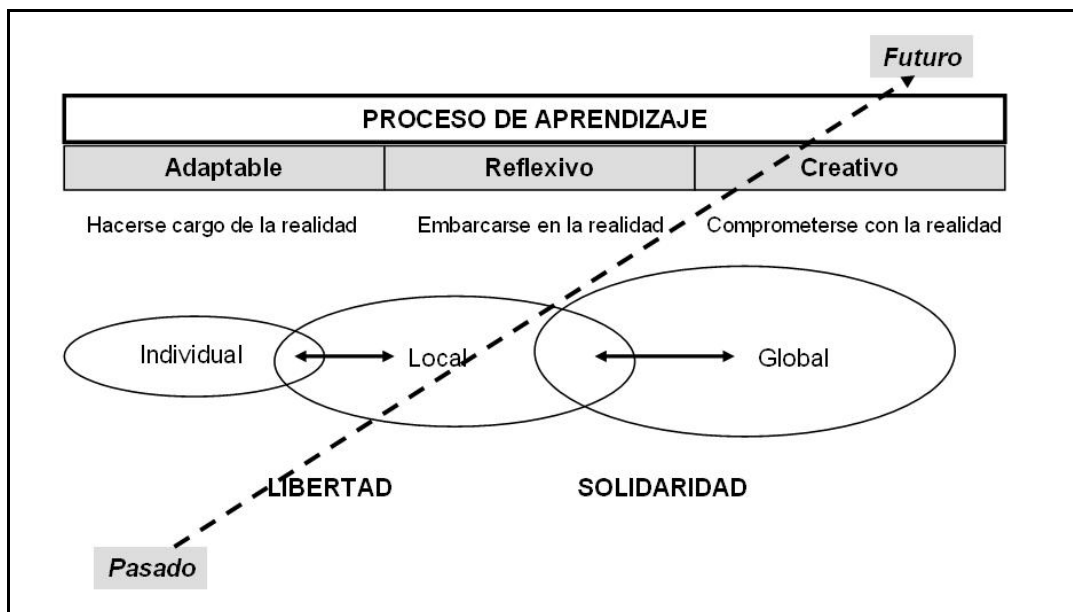 Futuro
PROCESO DE APRENDIZAJE
Adaptable Reflexivo Creativo
Hacerse cargo de la realidad Embarcarse en la realidad Comprometerse con la realidad
Individual Local Global
LIBERTAD SOLIDARIDAD
Pasado